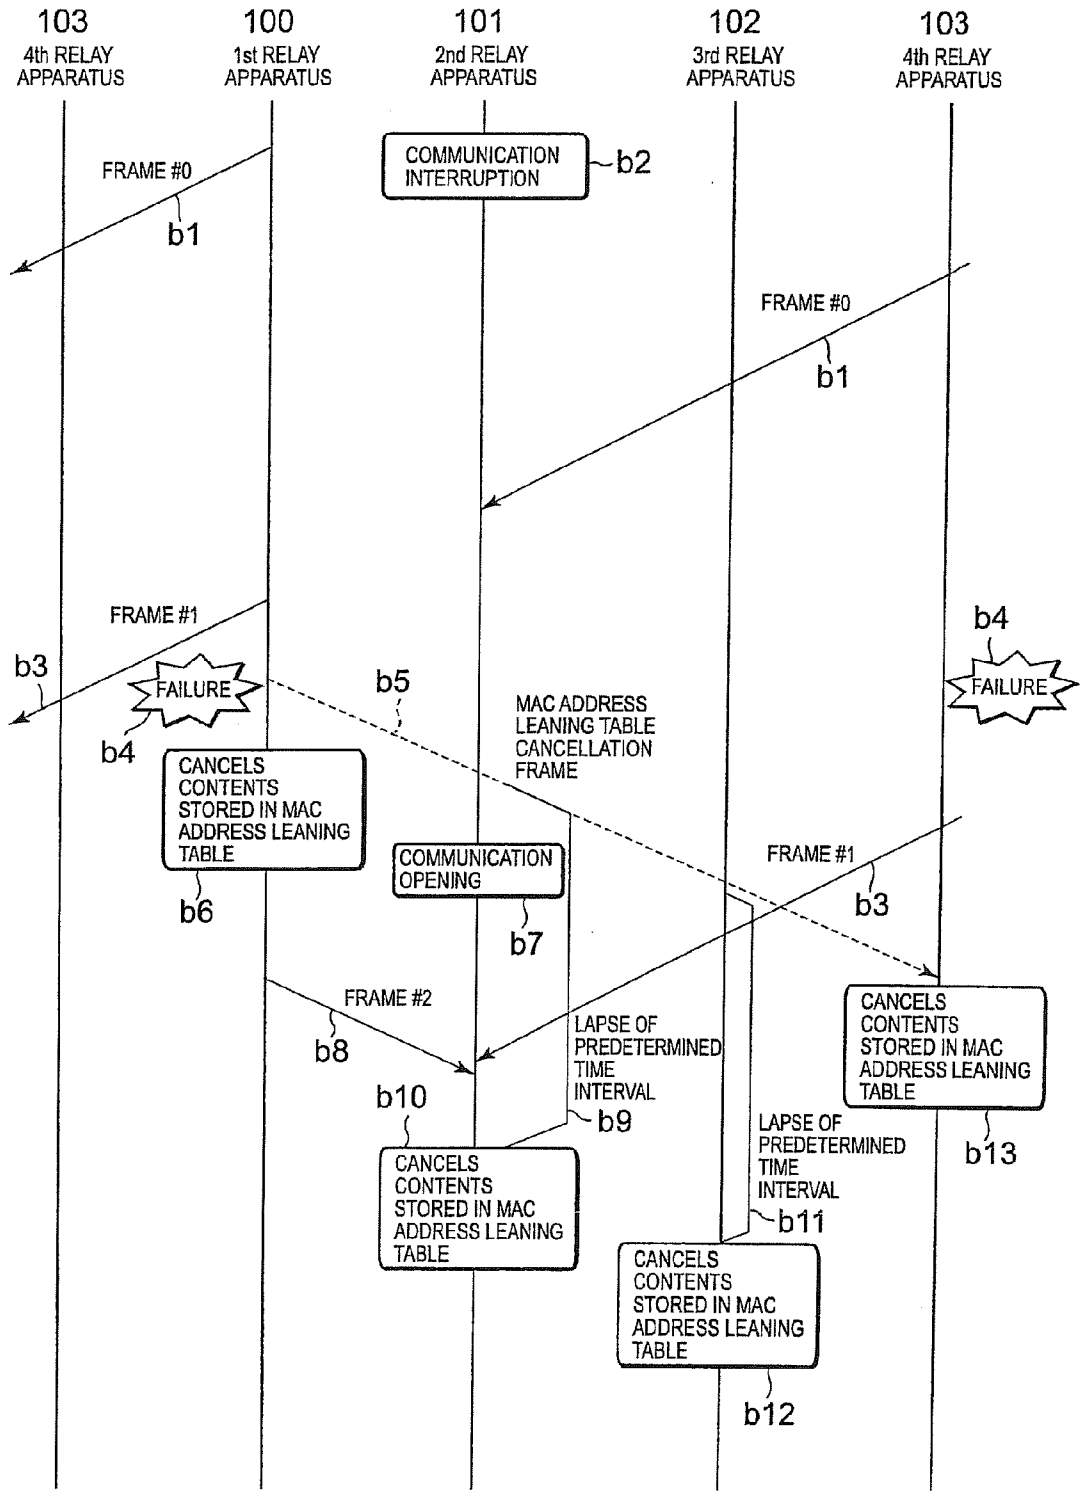 103
4th RELAY
APPARATUS
100
1st RELAY
APPARATUS
101
2nd RELAY
APPARATUS
102
3rd RELAY
APPARATUS
103
4th RELAY
APPARATUS
COMMUNICATION
INTERRUPTION
b2
FRAME #0
b1
FRAME #0
b1
FRAME #1
b3
FAILURE
b4
b4
FAILURE
b5
MAC ADDRESS
LEANING TABLE
CANCELLATION
FRAME
CANCELS
CONTENTS
STORED IN MAC
ADDRESS LEANING
TABLE
b6
COMMUNICATION
OPENING
b7
FRAME #1
b3
FRAME #2
b8
LAPSE OF
PREDETERMINED
TIME
INTERVAL
b9
CANCELS
CONTENTS
STORED IN MAC
ADDRESS LEANING
TABLE
b13
b10
CANCELS
CONTENTS
STORED IN MAC
ADDRESS LEANING
TABLE
LAPSE OF
PREDETERMINED
TIME
INTERVAL
b11
CANCELS
CONTENTS
STORED IN MAC
ADDRESS LEANING
TABLE
b12